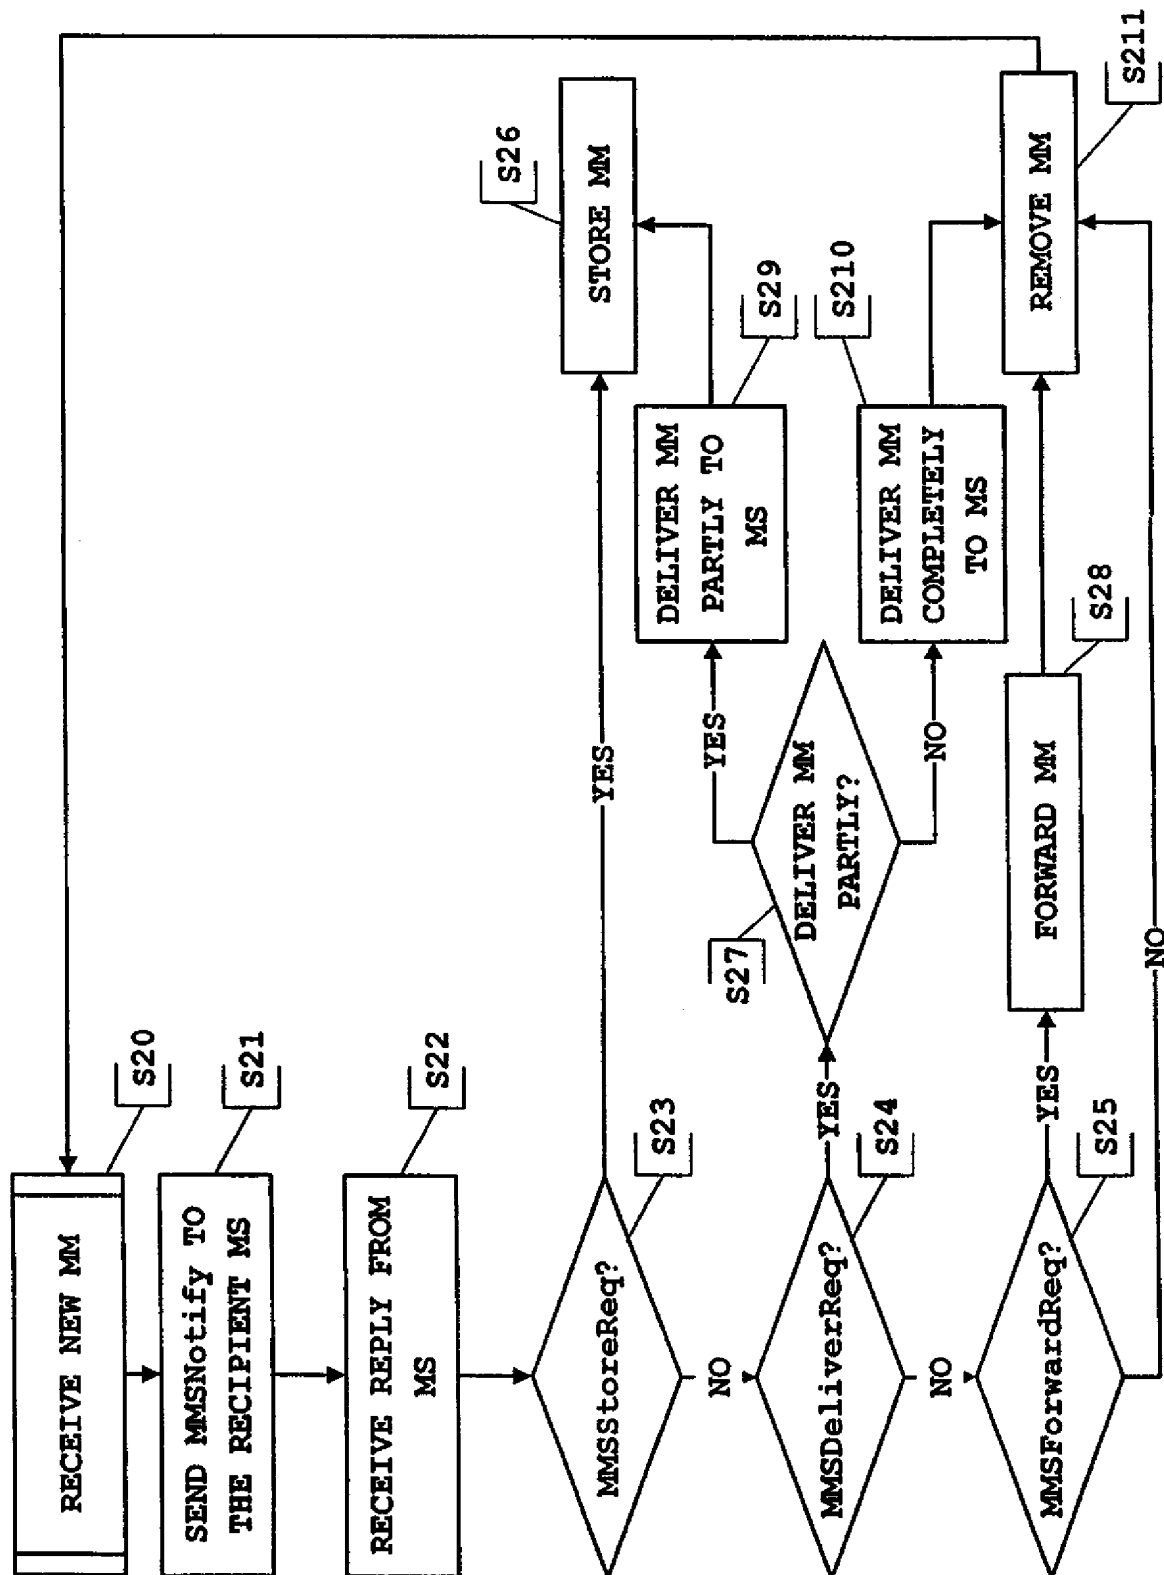 RECEIVE NEW MM
S20
SEND MMSNotify TO
THE RECIPIENT MS
S21
RECEIVE REPLY FROM
MS
S22
MMSStoreReq?
S23
YES
STORE MM
S26
NO
MMSDeliverReq?
S24
YES
DELIVER MM
PARTLY?
S27
YES
DELIVER MM
PARTLY TO
MS
S29
NO
DELIVER MM
COMPLETELY
TO MS
S210
NO
MMSForwardReq?
S25
YES
FORWARD MM
S28
REMOVE MM
S211
NO